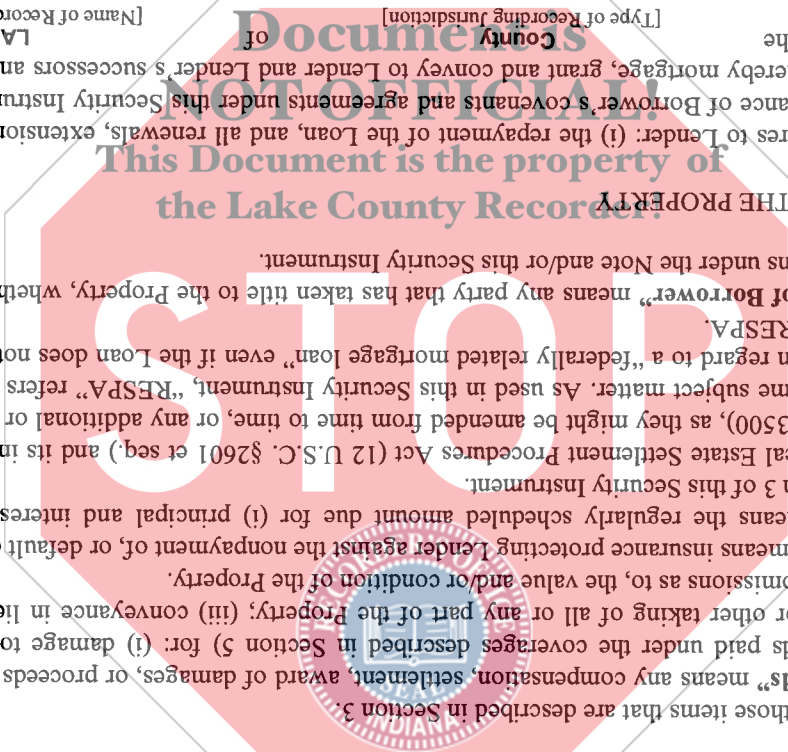 Document is
NOT OFFICIAL!
This Document is the property of
the Lake County Recorder!
STOP
SEAL
INDIANA
those items that are described in Section 3.
ds" means any compensation, settlement, award of damages, or proceeds
ds paid under the coverages described in Section 5) for: (i) damage to
or other taking of all or any part of the Property; (iii) conveyance in lie
omissions as to, the value and/or condition of the Property.
means insurance protecting Lender against the nonpayment of, or default
eans the regularly scheduled amount due for (i) principal and interes
n 3 of this Security Instrument.
eal Estate Settlement Procedures Act (12 U.S.C. §2601 et seq.) and its in
3500), as they might be amended from time to time, or any additional or
me subject matter. As used in this Security Instrument, "RESPA" refers
n regard to a "federally related mortgage loan" even if the Loan does not
RESPA.
of Borrower" means any party that has taken title to the Property, wheth
ns under the Note and/or this Security Instrument.
THE PROPERTY
res to Lender: (i) the repayment of the Loan, and all renewals, extension
ance of Borrower's covenants and agreements under this Security Instru
ereby mortgage, grant and convey to Lender and Lender's successors an
he County of LA
[Type of Recording Jurisdiction] [Name of Recor